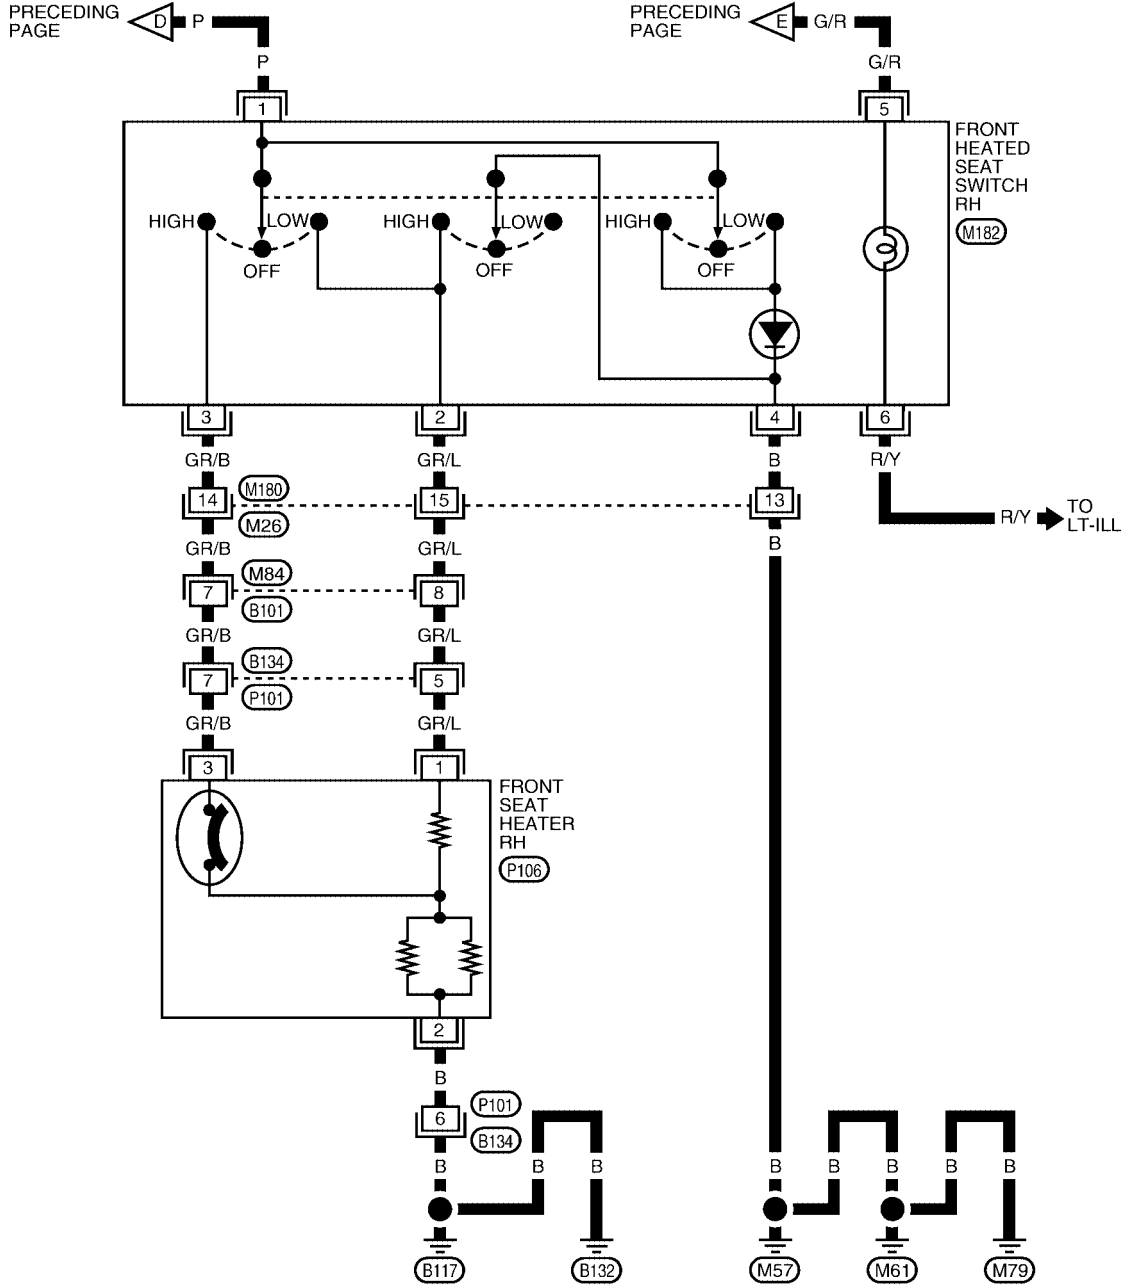 PRECEDING
PAGE
D
P
P
PRECEDING
PAGE
E
G/R
G/R
1
5
FRONT
HEATED
SEAT
SWITCH
RH
M182
HIGH
LOW
OFF
HIGH
LOW
OFF
HIGH
LOW
OFF
3
2
4
6
GR/B
GR/L
B
R/Y
14
M180
15
13
M26
R/Y
TO
LT-ILL
GR/B
GR/L
B
7
M84
8
B101
GR/B
GR/L
7
B134
5
P101
GR/B
GR/L
3
1
FRONT
SEAT
HEATER
RH
P106
2
B
6
P101
B134
B
B
B
B
B
B
B
B
B117
B132
M57
M61
M79